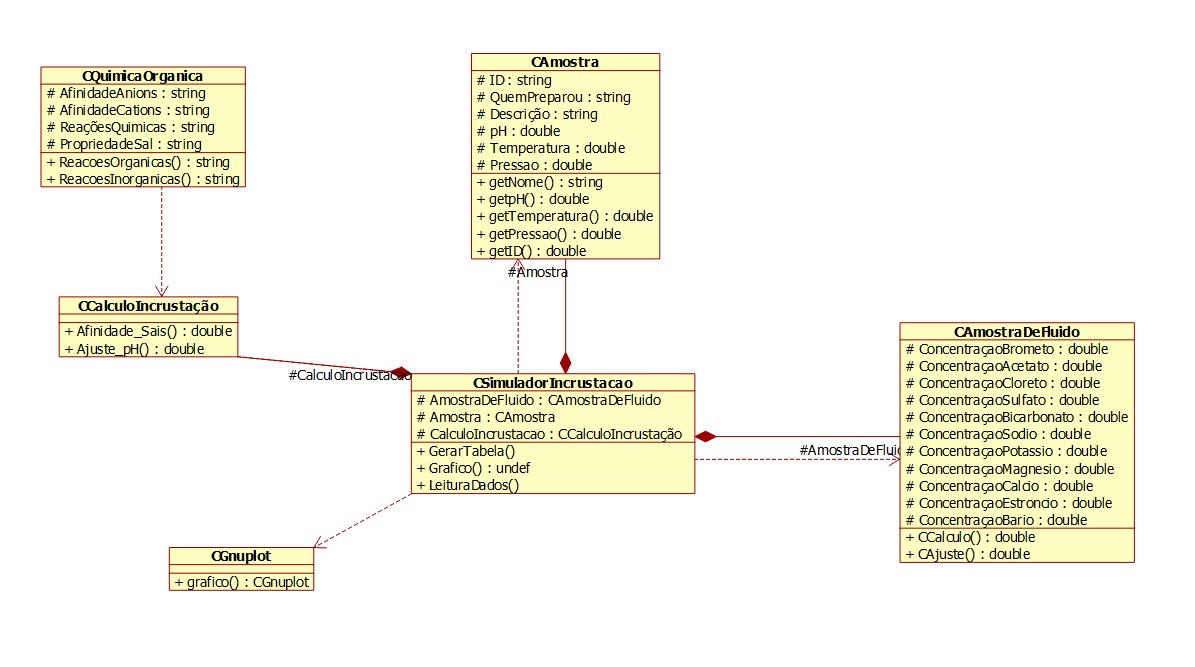 CQuimicaOrganica
# AfinidadeAnions : string
# AfinidadeCations : string
# ReaçõesQuimicas : string
# PropriedadeSal : string
+ ReacoesOrganicas() : string
+ ReacoesInorganicas() : string
CAmostra
# ID : string
# QuemPreparou : string
# Descrição : string
# pH : double
# Temperatura : double
# Pressao : double
+ getNome() : string
+ getpH() : double
+ getTemperatura() : double
+ getPressao() : double
+ getID() : double
#Amostra
CCalculoIncrustação
+ Afinidade_Sais() : double
+ Ajuste_pH() : double
#CalculoIncrustacao
CSimuladorIncrustacao
# AmostraDeFluido : CAmostraDeFluido
# Amostra : CAmostra
# CalculoIncrustacao : CCalculoIncrustação
+ GerarTabela()
+ Grafico() : undef
+ LeituraDados()
#AmostraDeFluid
CAmostraDeFluido
# ConcentraçaoBrometo : double
# ConcentraçaoAcetato : double
# ConcentraçaoCloreto : double
# ConcentraçaoSulfato : double
# ConcentraçaoBicarbonato : double
# ConcentraçaoSodio : double
# ConcentraçaoPotassio : double
# ConcentraçaoMagnesio : double
# ConcentraçaoCalcio : double
# ConcentraçaoEstroncio : double
# ConcentraçaoBario : double
+ CCalculo() : double
+ CAjuste() : double
CGnuplot
+ grafico() : CGnuplot